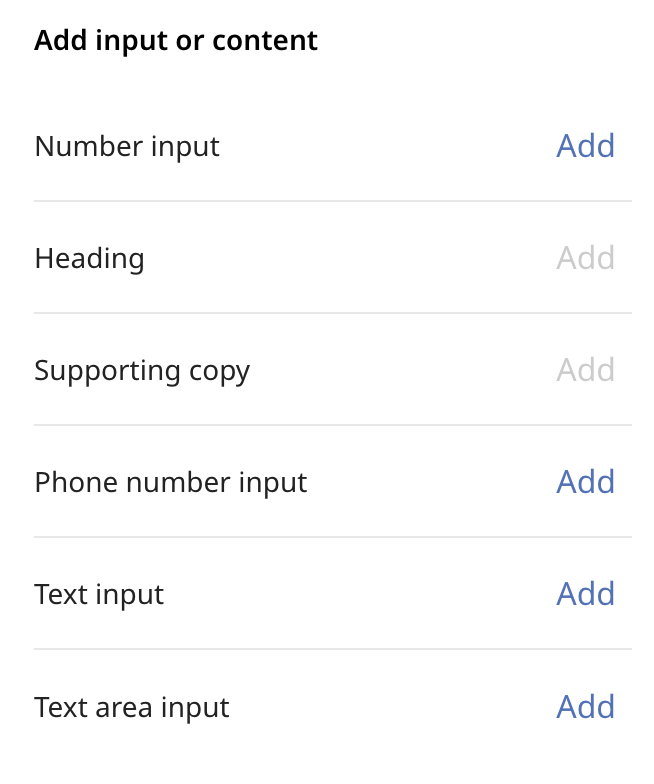 Add input or content
Number input Add
Heading Add
Supporting copy Add
Phone number input Add
Text input Add
Text area input Add